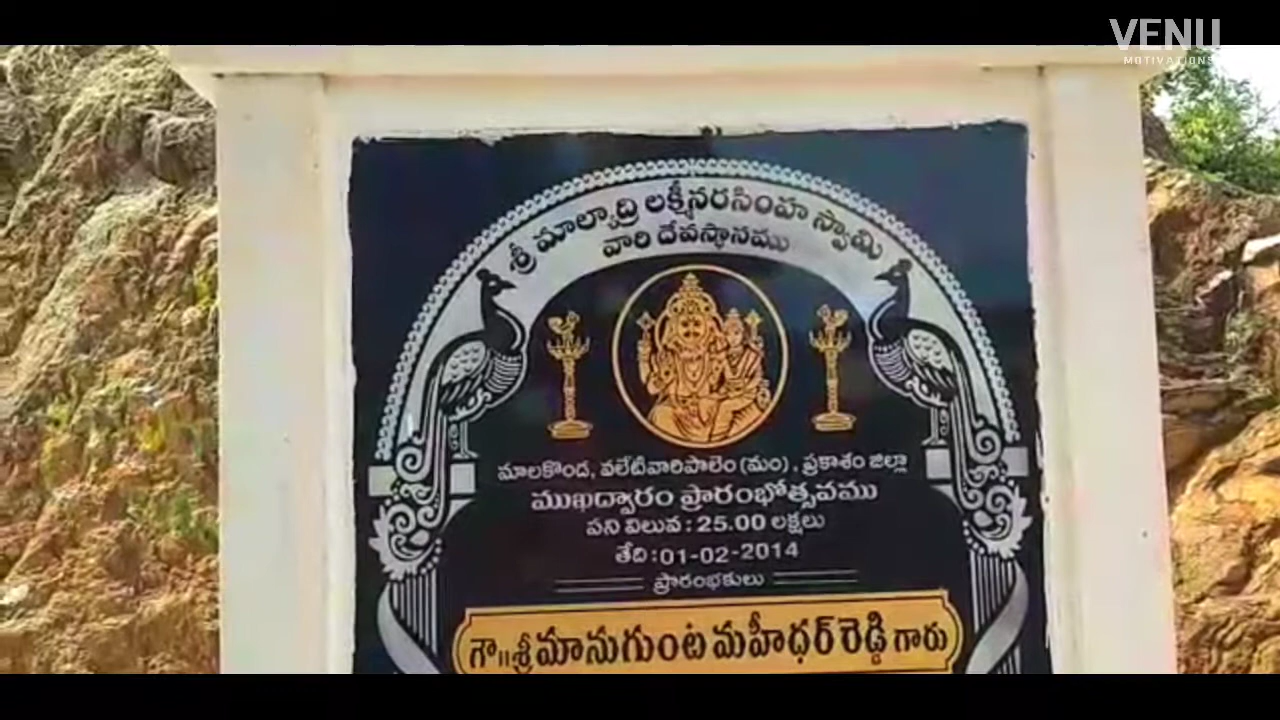 VENU
MOTIVATIONS
శ్రీ మాల్యాద్రి లక్ష్మీనరసింహ స్వామి
వారి దేవస్థానము
మాలకొండ, వలేటివారిపాలెం (మం), ప్రకాశం జిల్లా
ముఖద్వారం ప్రారంభోత్సవము
పని విలువ : 25.00 లక్షలు
తేది : 01-02-2014
ప్రారంభకులు
గౌ॥శ్రీ మానుగుంట మహీధర్ రెడ్డి గారు